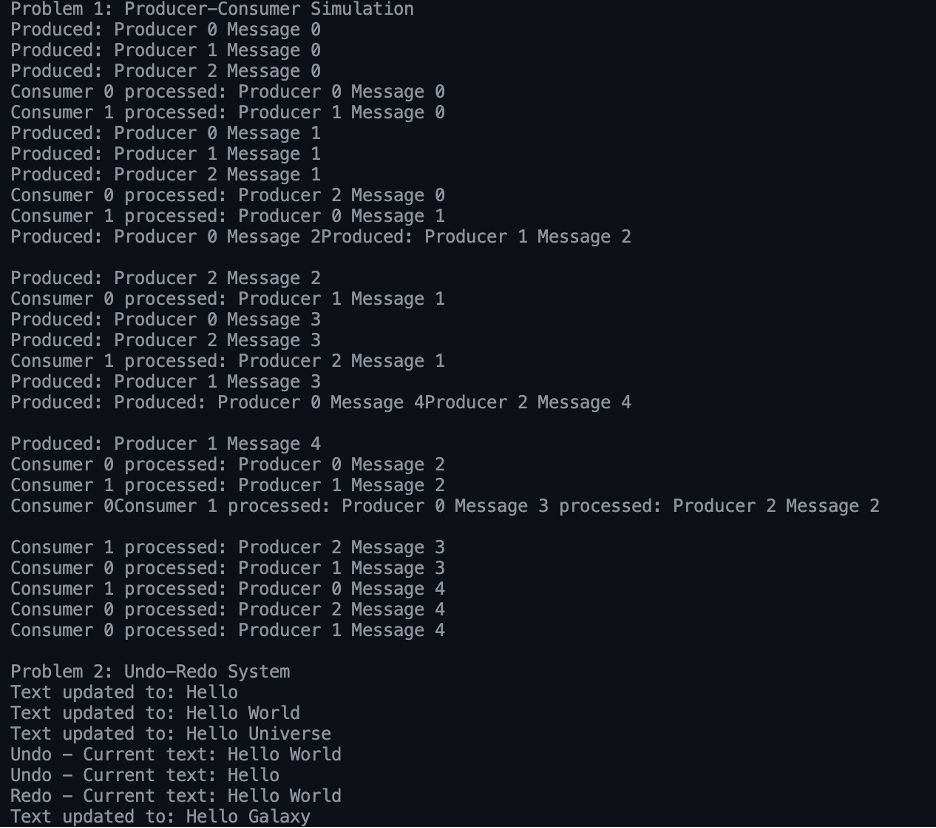 Problem 1: Producer-Consumer Simulation
Produced: Producer 0 Message 0
Produced: Producer 1 Message 0
Produced: Producer 2 Message 0
Consumer 0 processed: Producer 0 Message 0
Consumer 1 processed: Producer 1 Message 0
Produced: Producer 0 Message 1
Produced: Producer 1 Message 1
Produced: Producer 2 Message 1
Consumer 0 processed: Producer 2 Message 0
Consumer 1 processed: Producer 0 Message 1
Produced: Producer 0 Message 2Produced: Producer 1 Message 2
Produced: Producer 2 Message 2
Consumer 0 processed: Producer 1 Message 1
Produced: Producer 0 Message 3
Produced: Producer 2 Message 3
Consumer 1 processed: Producer 2 Message 1
Produced: Producer 1 Message 3
Produced: Produced: Producer 0 Message 4Producer 2 Message 4
Produced: Producer 1 Message 4
Consumer 0 processed: Producer 0 Message 2
Consumer 1 processed: Producer 1 Message 2
Consumer 0Consumer 1 processed: Producer 0 Message 3 processed: Producer 2 Message 2
Consumer 1 processed: Producer 2 Message 3
Consumer 0 processed: Producer 1 Message 3
Consumer 1 processed: Producer 0 Message 4
Consumer 0 processed: Producer 2 Message 4
Consumer 0 processed: Producer 1 Message 4
Problem 2: Undo-Redo System
Text updated to: Hello
Text updated to: Hello World
Text updated to: Hello Universe
Undo - Current text: Hello World
Undo - Current text: Hello
Redo - Current text: Hello World
Text updated to: Hello Galaxy